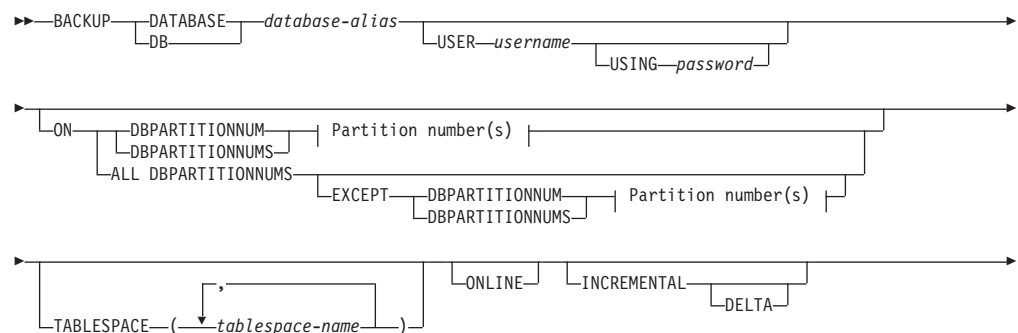 BACKUP DATABASE database-alias
DB USER username
USING password
ON DBPARTITIONNUM Partition number(s)
DBPARTITIONNUMS
ALL DBPARTITIONNUMS
EXCEPT DBPARTITIONNUM Partition number(s)
DBPARTITIONNUMS
ONLINE INCREMENTAL
, DELTA
TABLESPACE ( tablespace-name )